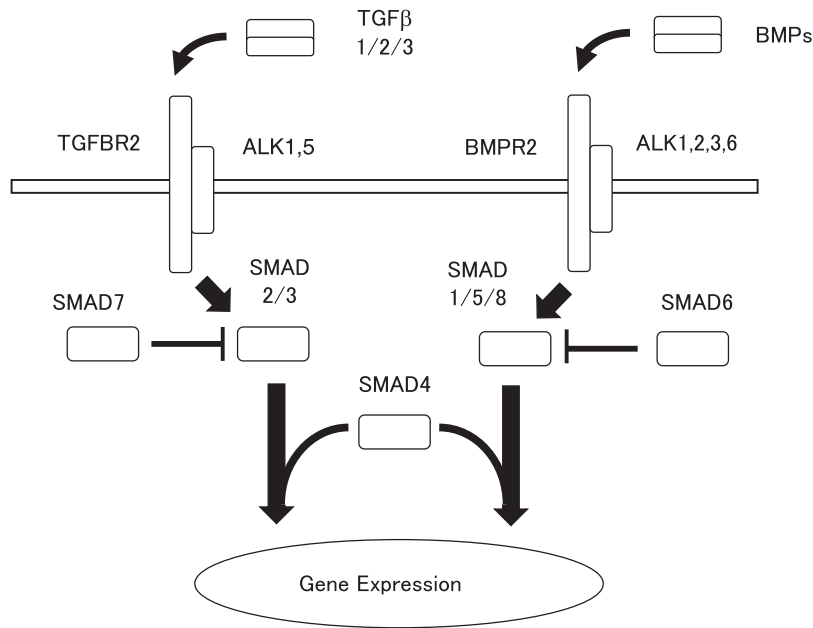 TGFβ
1/2/3
BMPs
TGFBR2
ALK1,5
BMPR2
ALK1,2,3,6
SMAD
2/3
SMAD
1/5/8
SMAD7
SMAD6
SMAD4
Gene Expression